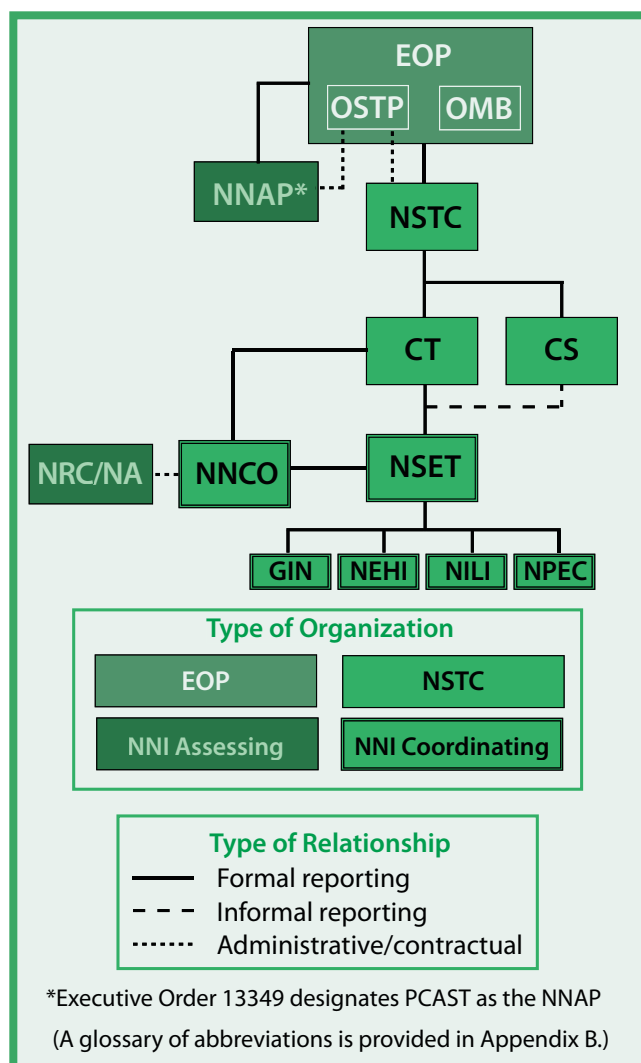 EOP
OSTP OMB
NNAP*
NSTC
CT CS
NRC/NA NNCO NSET
GIN NEHI NILI NPEC
Type of Organization
EOP NSTC
NNI Assessing NNI Coordinating
Type of Relationship
Formal reporting
Informal reporting
Administrative/contractual
*Executive Order 13349 designates PCAST as the NNAP
(A glossary of abbreviations is provided in Appendix B.)